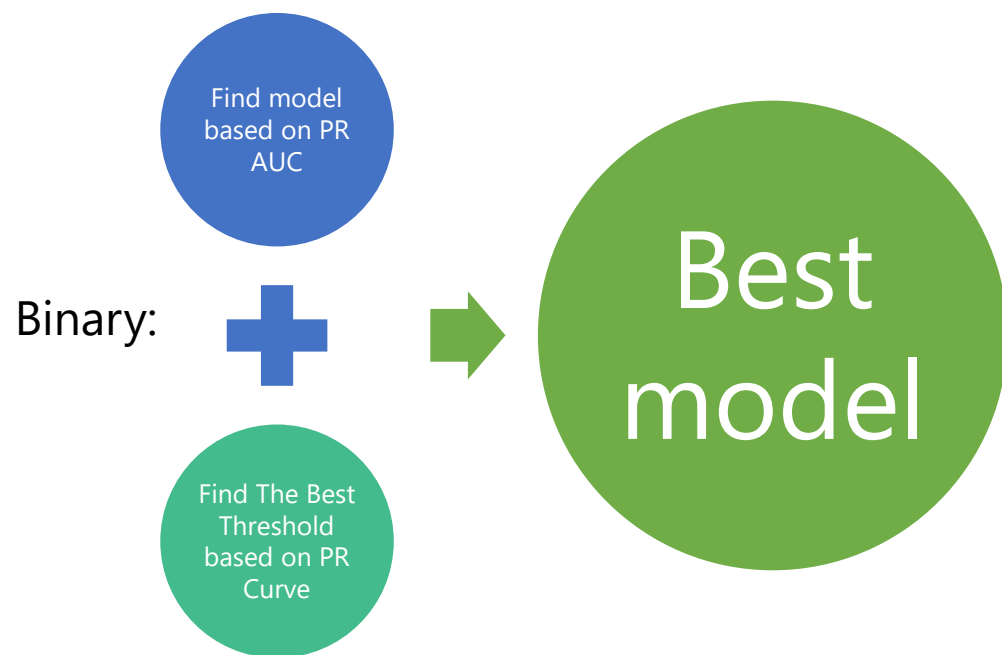 Find model
based on PR
AUC
Binary:
Find The Best
Threshold
based on PR
Curve
Best
model